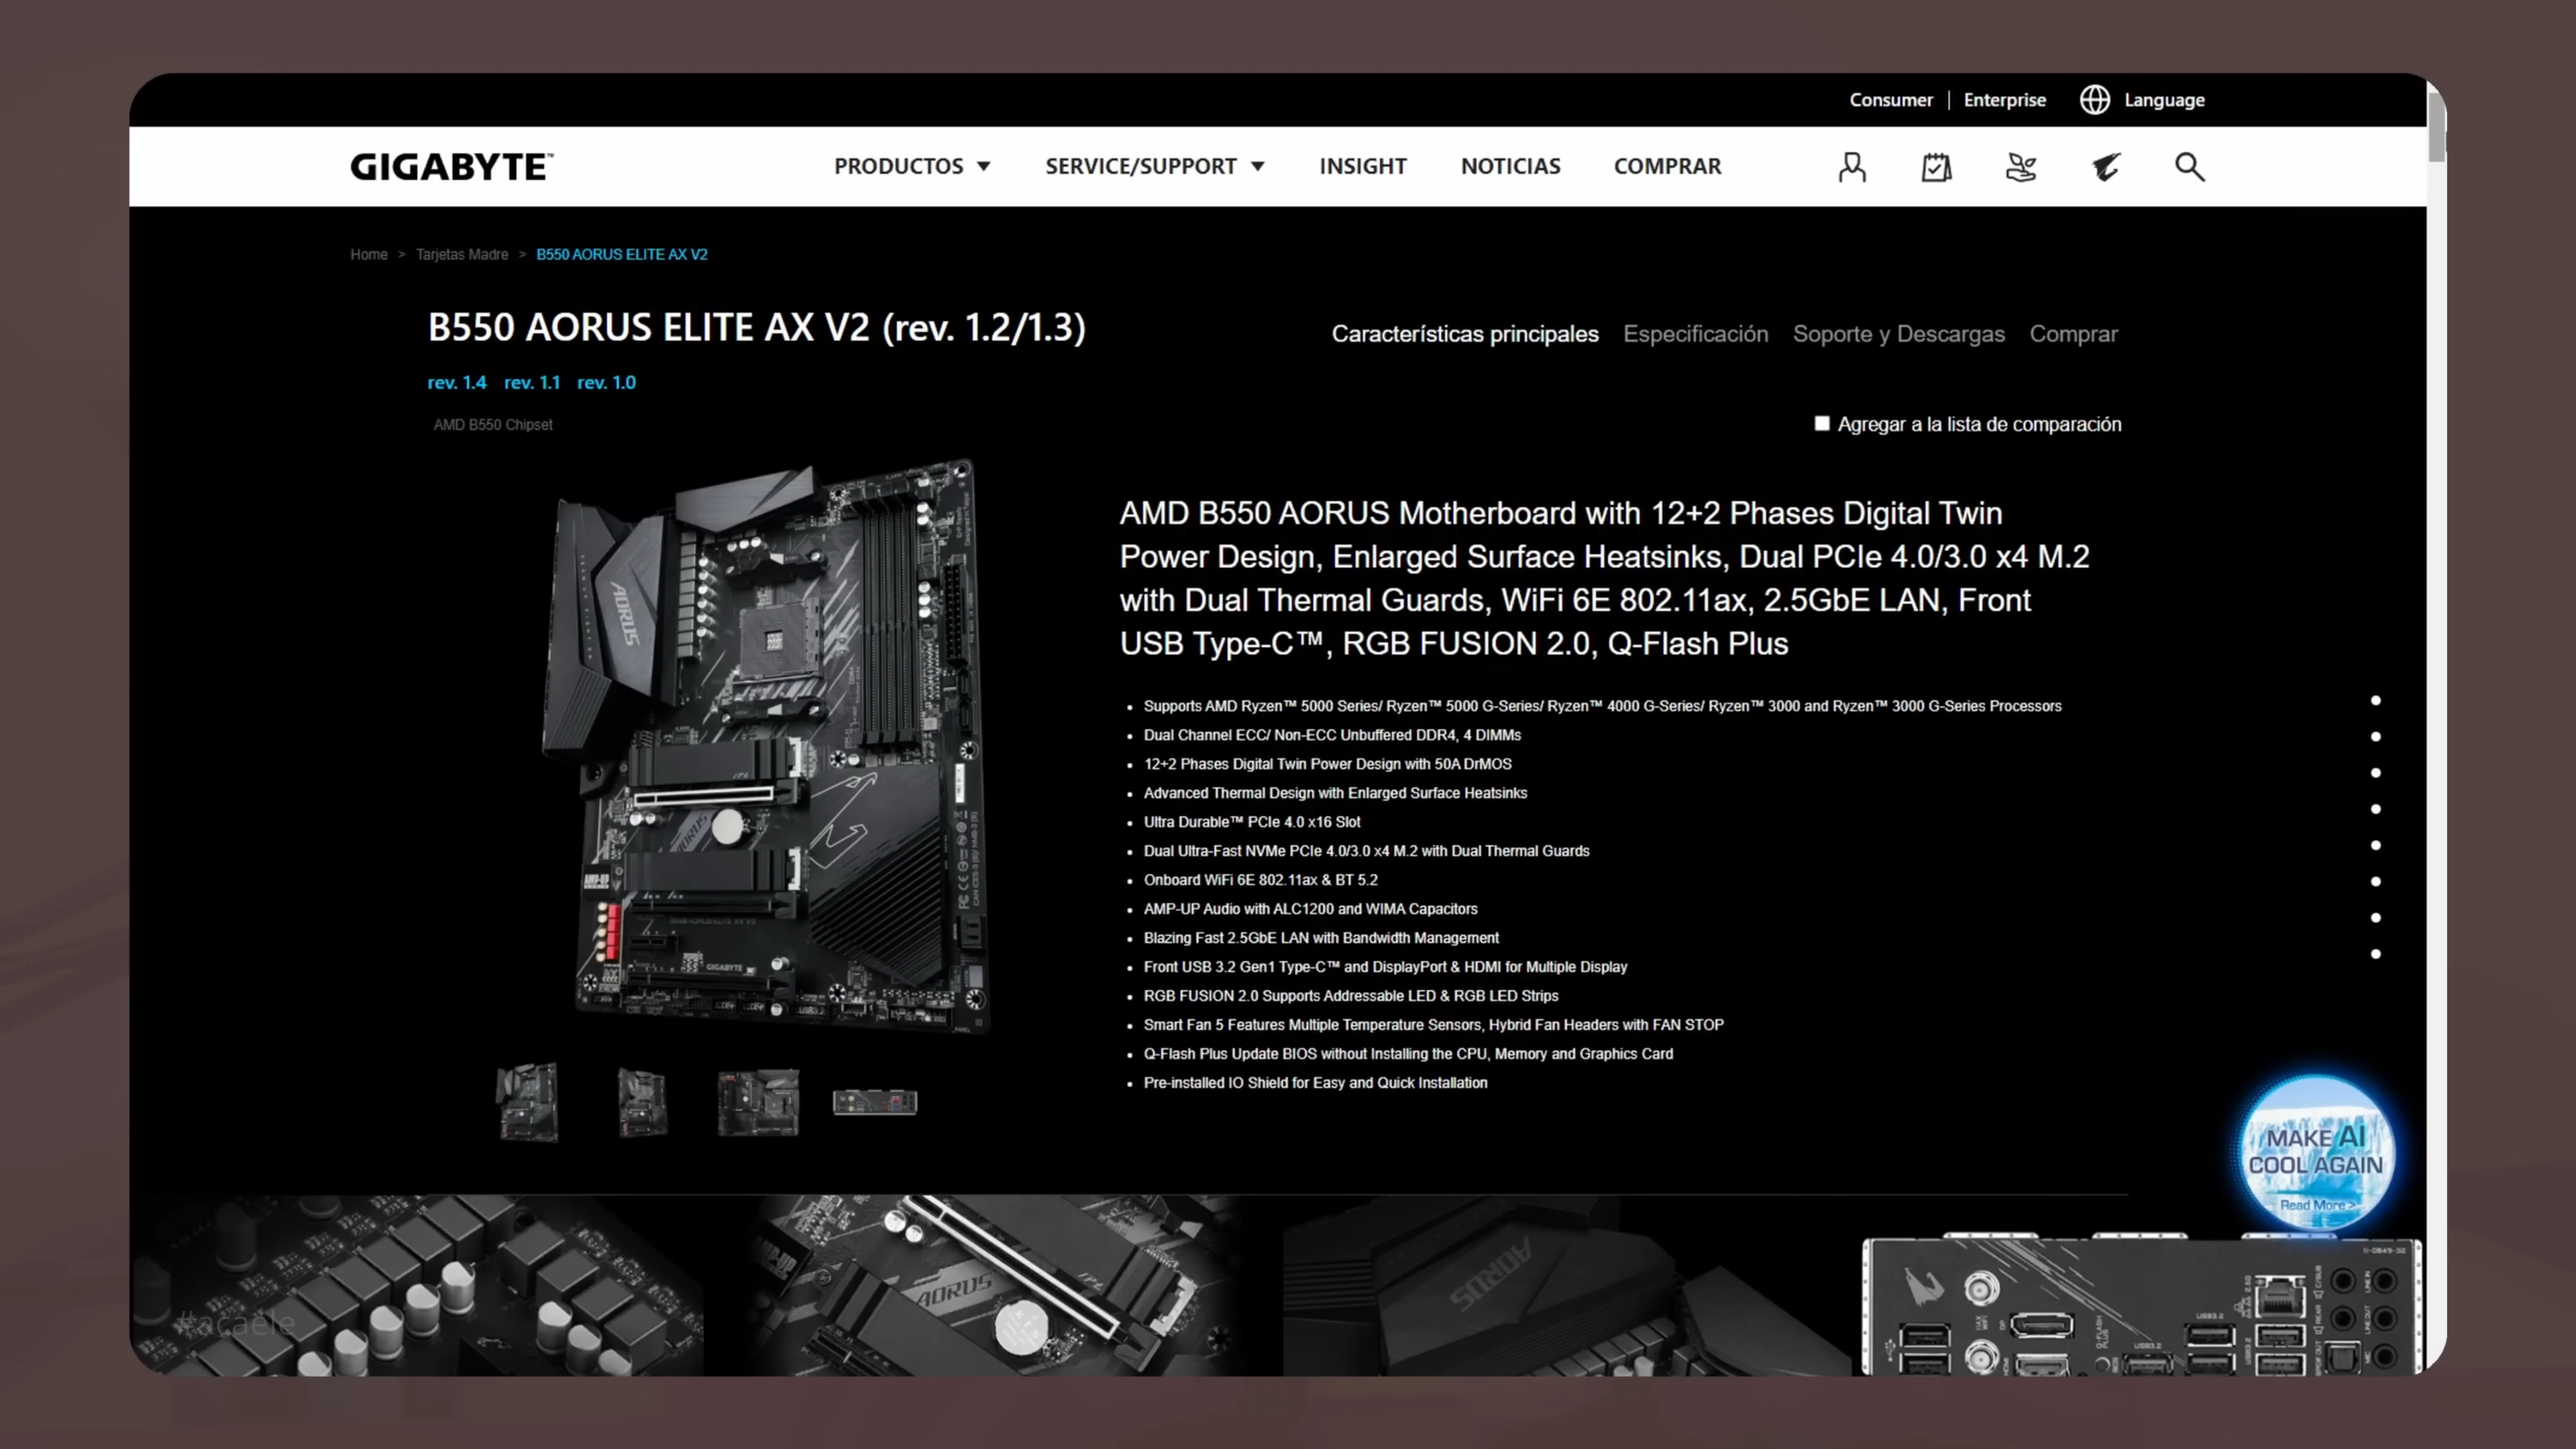 Consumer | Enterprise Language
GIGABYTE™ PRODUCTOS SERVICE/SUPPORT INSIGHT NOTICIAS COMPRAR
Home > Tarjetas Madre > B550 AORUS ELITE AX V2
B550 AORUS ELITE AX V2 (rev. 1.2/1.3)
Características principales Especificación Soporte y Descargas Comprar
rev. 1.4 rev. 1.1 rev. 1.0
AMD B550 Chipset
Agregar a la lista de comparación
AMD B550 AORUS Motherboard with 12+2 Phases Digital Twin
Power Design, Enlarged Surface Heatsinks, Dual PCIe 4.0/3.0 x4 M.2
with Dual Thermal Guards, WiFi 6E 802.11ax, 2.5GbE LAN, Front
USB Type-C™, RGB FUSION 2.0, Q-Flash Plus
• Supports AMD Ryzen™ 5000 Series/ Ryzen™ 5000 G-Series/ Ryzen™ 4000 G-Series/ Ryzen™ 3000 and Ryzen™ 3000 G-Series Processors
• Dual Channel ECC/ Non-ECC Unbuffered DDR4, 4 DIMMs
• 12+2 Phases Digital Twin Power Design with 50A DrMOS
• Advanced Thermal Design with Enlarged Surface Heatsinks
• Ultra Durable™ PCIe 4.0 x16 Slot
• Dual Ultra-Fast NVMe PCIe 4.0/3.0 x4 M.2 with Dual Thermal Guards
• Onboard WiFi 6E 802.11ax & BT 5.2
• AMP-UP Audio with ALC1200 and WIMA Capacitors
• Blazing Fast 2.5GbE LAN with Bandwidth Management
• Front USB 3.2 Gen1 Type-C™ and DisplayPort & HDMI for Multiple Display
• RGB FUSION 2.0 Supports Addressable LED & RGB LED Strips
• Smart Fan 5 Features Multiple Temperature Sensors, Hybrid Fan Headers with FAN STOP
• Q-Flash Plus Update BIOS without Installing the CPU, Memory and Graphics Card
• Pre-installed IO Shield for Easy and Quick Installation
AORUS
AORUS
AMP-UP
GIGABYTE
MAKE AI
COOL AGAIN
Read More >
#acaele
AORUS
AORUS
USB3.2
USB3.2